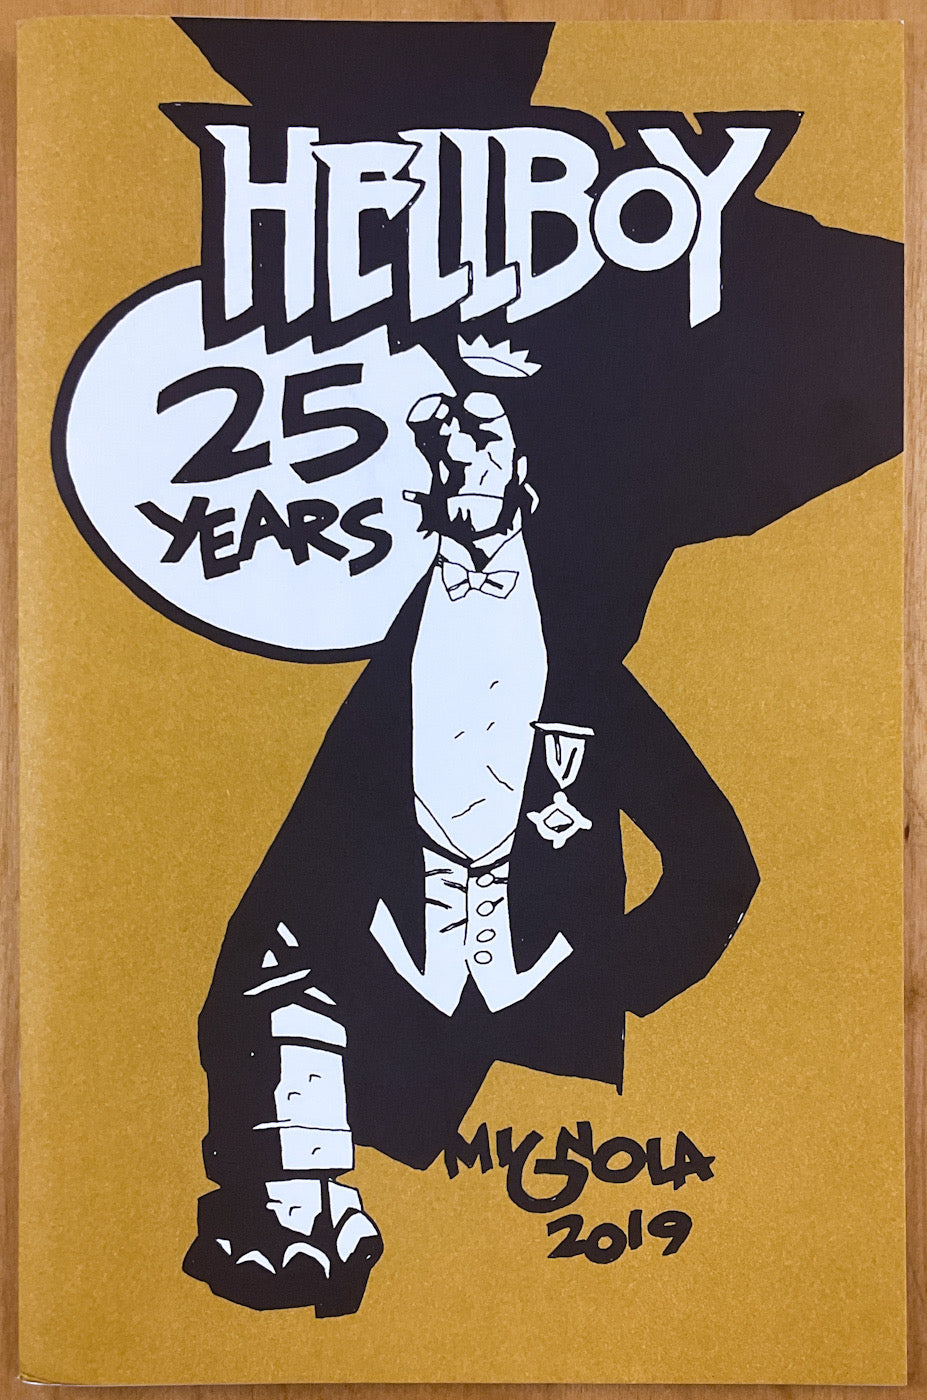 HELLBOY
25
YEARS
MIGNOLA
2019